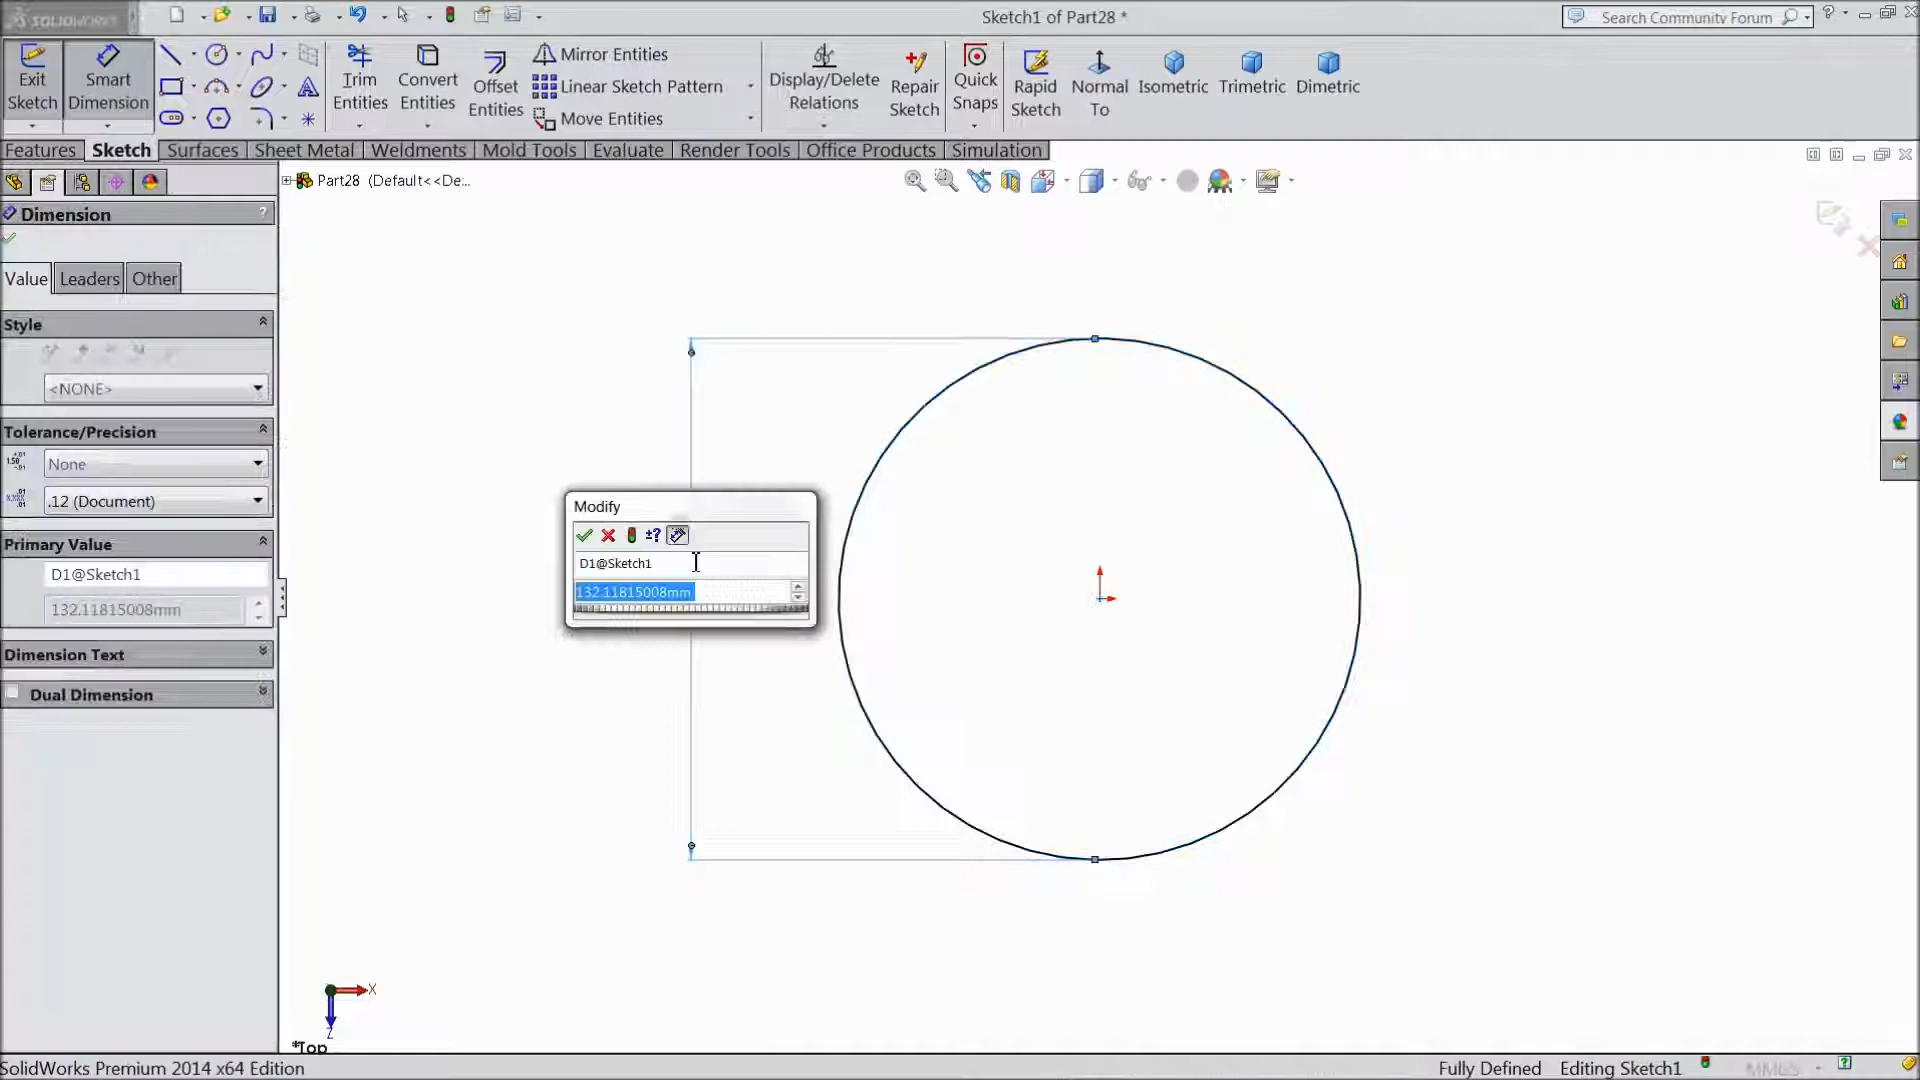 SOLIDWORKS
Sketch1 of Part28 *
Search Community Forum
Exit Sketch
Smart Dimension
Trim Entities
Convert Entities
Offset Entities
Mirror Entities
Linear Sketch Pattern
Move Entities
Display/Delete Relations
Repair Sketch
Quick Snaps
Rapid Sketch
Normal To
Isometric
Trimetric
Dimetric
Features Sketch Surfaces Sheet Metal Weldments Mold Tools Evaluate Render Tools Office Products Simulation
Part28 (Default<<De...
Dimension ?
Value Leaders Other
Style
<NONE>
Tolerance/Precision
None
.12 (Document)
Primary Value
D1@Sketch1
132.11815008mm
Dimension Text
Dual Dimension
Modify
±?
D1@Sketch1
132.11815008mm
X
Z
*Top
SolidWorks Premium 2014 x64 Edition
Fully Defined Editing Sketch1 MMGS